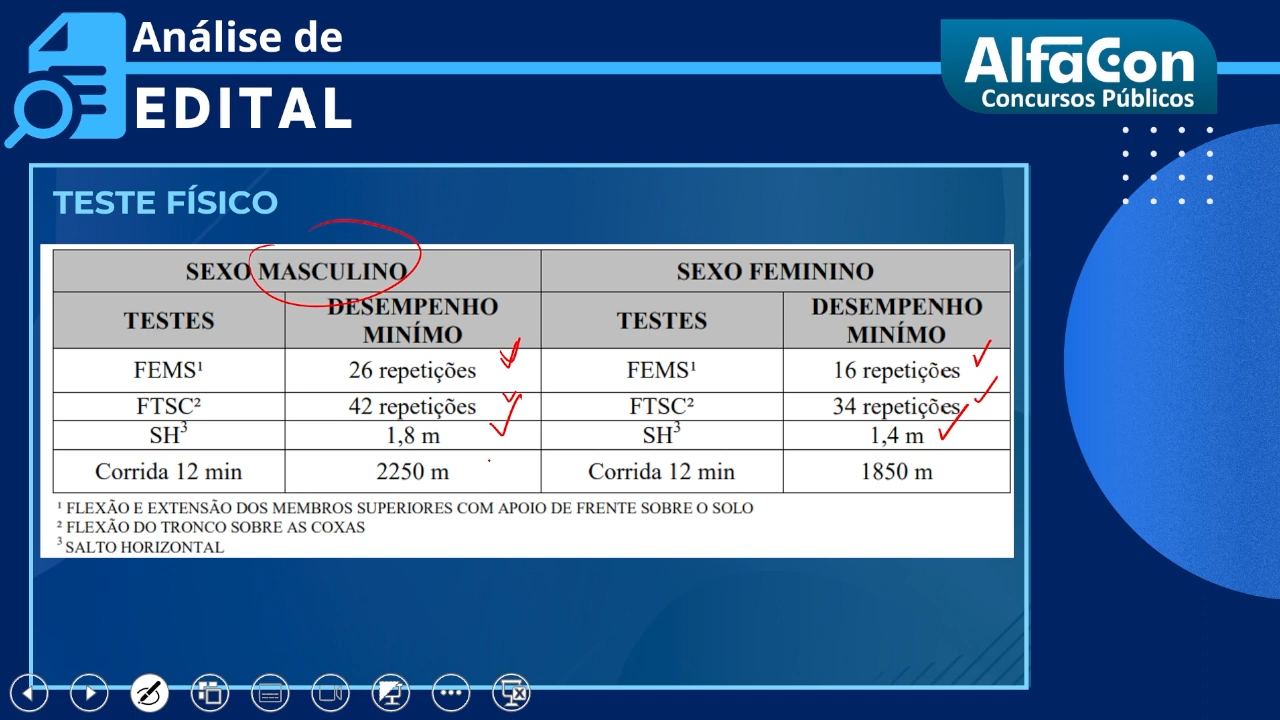 Análise de
EDITAL
AlfaCon
Concursos Públicos
TESTE FÍSICO
SEXO MASCULINO SEXO FEMININO
TESTES DESEMPENHO MINÍMO TESTES DESEMPENHO MINÍMO
FEMS¹ 26 repetições FEMS¹ 16 repetições
FTSC² 42 repetições FTSC² 34 repetições
SH³ 1,8 m SH³ 1,4 m
Corrida 12 min 2250 m Corrida 12 min 1850 m
¹ FLEXÃO E EXTENSÃO DOS MEMBROS SUPERIORES COM APOIO DE FRENTE SOBRE O SOLO
² FLEXÃO DO TRONCO SOBRE AS COXAS
³ SALTO HORIZONTAL